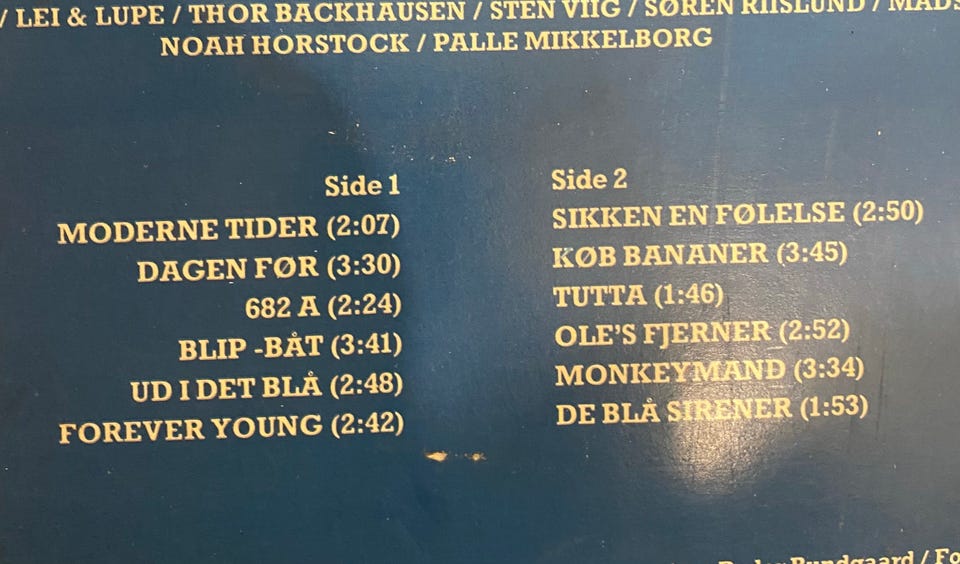 / LEI & LUPE / THOR BACKHAUSEN / STEN VIIG / SØREN RIISLUND / MADS
NOAH HORSTOCK / PALLE MIKKELBORG
Side 1
MODERNE TIDER (2:07)
DAGEN FØR (3:30)
682 A (2:24)
BLIP -BÅT (3:41)
UD I DET BLÅ (2:48)
FOREVER YOUNG (2:42)
Side 2
SIKKEN EN FØLELSE (2:50)
KØB BANANER (3:45)
TUTTA (1:46)
OLE'S FJERNER (2:52)
MONKEYMAND (3:34)
DE BLÅ SIRENER (1:53)
Bundgaard / Fo